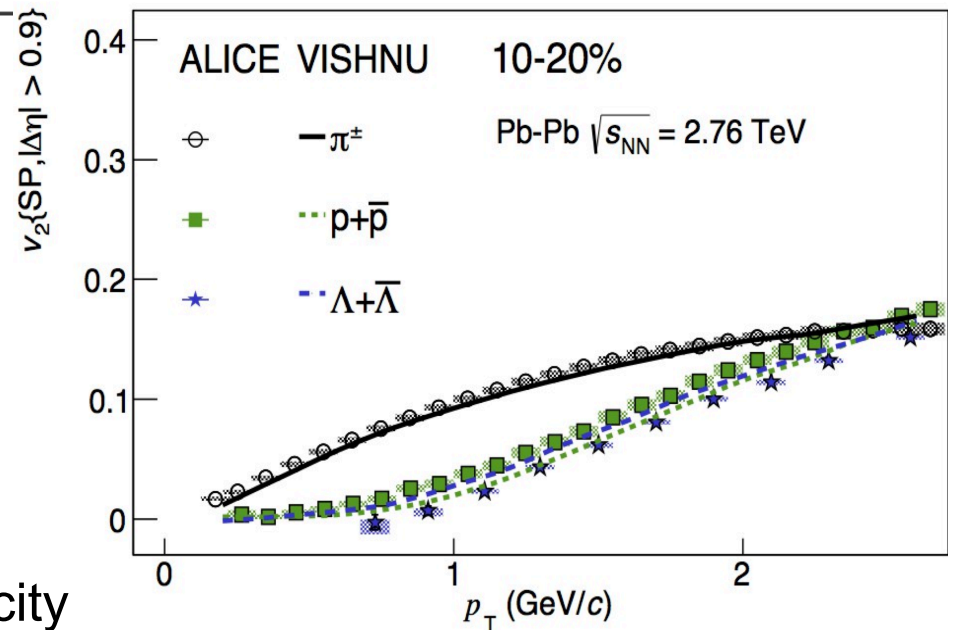 v₂{SP,|Δη| > 0.9}
0.4
0.3
0.2
0.1
0
ALICE VISHNU 10-20%
π±
Pb-Pb √sNN = 2.76 TeV
p+p̅
Λ+Λ̅
0 1 2
pT (GeV/c)
city